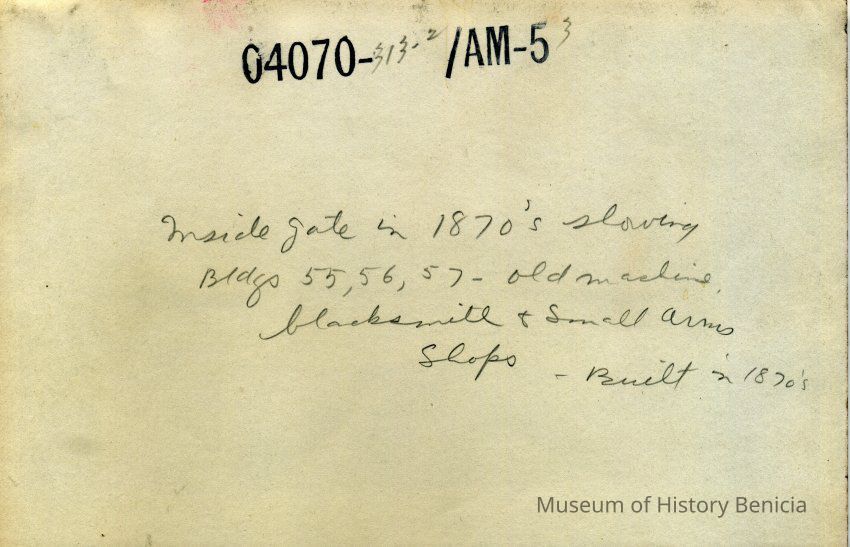 04070-313-2/AM-53
Inside gate in 1870's showing
Bldgs 55, 56, 57 - old machine,
blacksmith & Small Arms
Shops - Built in 1870's
Museum of History Benicia